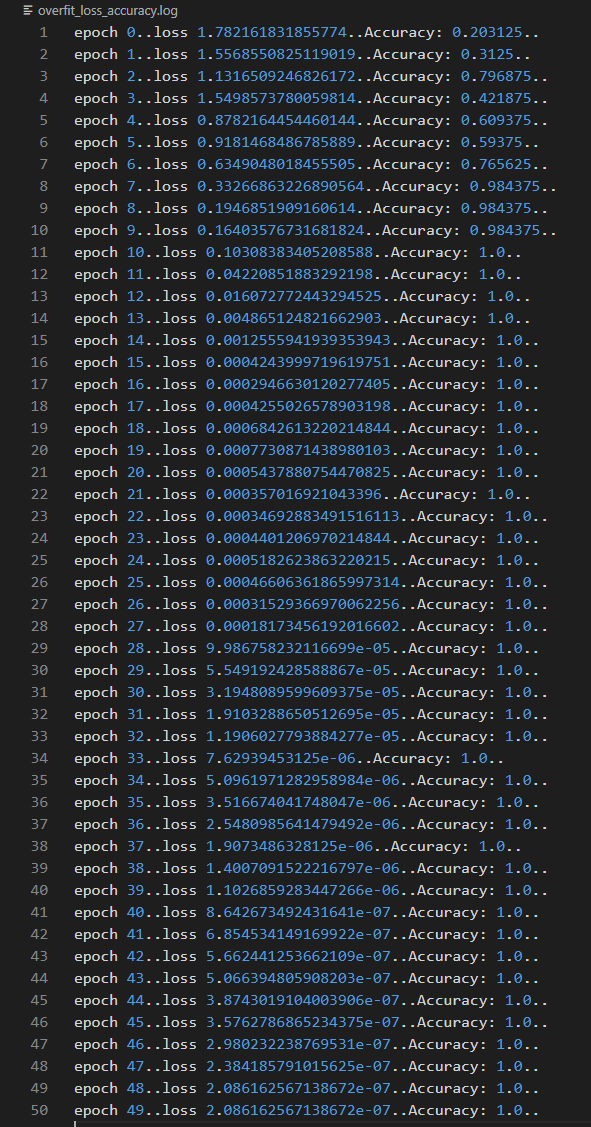 overfit_loss_accuracy.log
1 epoch 0..loss 1.782161831855774..Accuracy: 0.203125..
2 epoch 1..loss 1.5568550825119019..Accuracy: 0.3125..
3 epoch 2..loss 1.1316509246826172..Accuracy: 0.796875..
4 epoch 3..loss 1.5498573780059814..Accuracy: 0.421875..
5 epoch 4..loss 0.8782164454460144..Accuracy: 0.609375..
6 epoch 5..loss 0.9181468486785889..Accuracy: 0.59375..
7 epoch 6..loss 0.6349048018455505..Accuracy: 0.765625..
8 epoch 7..loss 0.33266863226890564..Accuracy: 0.984375..
9 epoch 8..loss 0.1946851909160614..Accuracy: 0.984375..
10 epoch 9..loss 0.16403576731681824..Accuracy: 0.984375..
11 epoch 10..loss 0.10308383405208588..Accuracy: 1.0..
12 epoch 11..loss 0.04220851883292198..Accuracy: 1.0..
13 epoch 12..loss 0.016072772443294525..Accuracy: 1.0..
14 epoch 13..loss 0.004865124821662903..Accuracy: 1.0..
15 epoch 14..loss 0.0012555941939353943..Accuracy: 1.0..
16 epoch 15..loss 0.0004243999719619751..Accuracy: 1.0..
17 epoch 16..loss 0.0002946630120277405..Accuracy: 1.0..
18 epoch 17..loss 0.0004255026578903198..Accuracy: 1.0..
19 epoch 18..loss 0.0006842613220214844..Accuracy: 1.0..
20 epoch 19..loss 0.0007730871438980103..Accuracy: 1.0..
21 epoch 20..loss 0.0005437880754470825..Accuracy: 1.0..
22 epoch 21..loss 0.000357016921043396..Accuracy: 1.0..
23 epoch 22..loss 0.00034692883491516113..Accuracy: 1.0..
24 epoch 23..loss 0.0004401206970214844..Accuracy: 1.0..
25 epoch 24..loss 0.0005182623863220215..Accuracy: 1.0..
26 epoch 25..loss 0.00046606361865997314..Accuracy: 1.0..
27 epoch 26..loss 0.00031529366970062256..Accuracy: 1.0..
28 epoch 27..loss 0.00018173456192016602..Accuracy: 1.0..
29 epoch 28..loss 9.986758232116699e-05..Accuracy: 1.0..
30 epoch 29..loss 5.549192428588867e-05..Accuracy: 1.0..
31 epoch 30..loss 3.1948089599609375e-05..Accuracy: 1.0..
32 epoch 31..loss 1.9103288650512695e-05..Accuracy: 1.0..
33 epoch 32..loss 1.1906027793884277e-05..Accuracy: 1.0..
34 epoch 33..loss 7.62939453125e-06..Accuracy: 1.0..
35 epoch 34..loss 5.0961971282958984e-06..Accuracy: 1.0..
36 epoch 35..loss 3.516674041748047e-06..Accuracy: 1.0..
37 epoch 36..loss 2.5480985641479492e-06..Accuracy: 1.0..
38 epoch 37..loss 1.9073486328125e-06..Accuracy: 1.0..
39 epoch 38..loss 1.4007091522216797e-06..Accuracy: 1.0..
40 epoch 39..loss 1.1026859283447266e-06..Accuracy: 1.0..
41 epoch 40..loss 8.642673492431641e-07..Accuracy: 1.0..
42 epoch 41..loss 6.854534149169922e-07..Accuracy: 1.0..
43 epoch 42..loss 5.662441253662109e-07..Accuracy: 1.0..
44 epoch 43..loss 5.066394805908203e-07..Accuracy: 1.0..
45 epoch 44..loss 3.8743019104003906e-07..Accuracy: 1.0..
46 epoch 45..loss 3.5762786865234375e-07..Accuracy: 1.0..
47 epoch 46..loss 2.980232238769531e-07..Accuracy: 1.0..
48 epoch 47..loss 2.384185791015625e-07..Accuracy: 1.0..
49 epoch 48..loss 2.086162567138672e-07..Accuracy: 1.0..
50 epoch 49..loss 2.086162567138672e-07..Accuracy: 1.0..